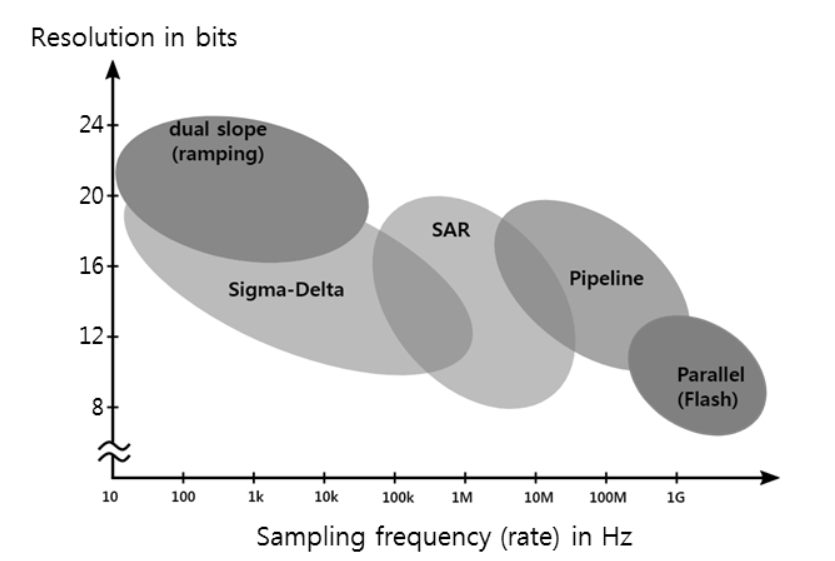 Resolution in bits
24
dual slope
(ramping)
20
SAR
16
Pipeline
Sigma-Delta
12
Parallel
(Flash)
8
10 100 1k 10k 100k 1M 10M 100M 1G
Sampling frequency (rate) in Hz